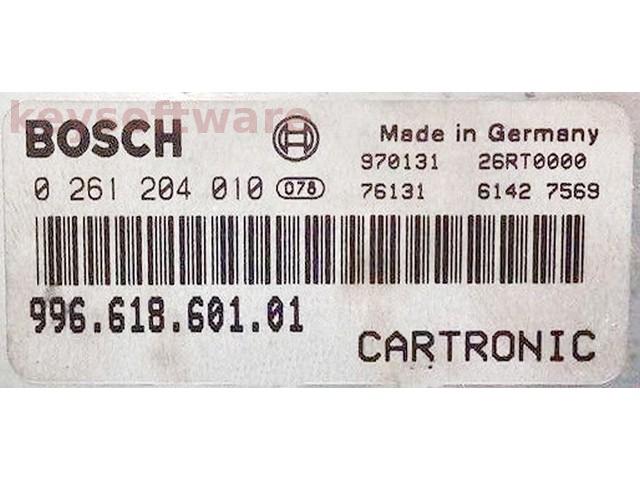 keysoftware
BOSCH Made in Germany
970131 26RT0000
0 261 204 010 078 76131 6142 7569
996.618.601.01
CARTRONIC